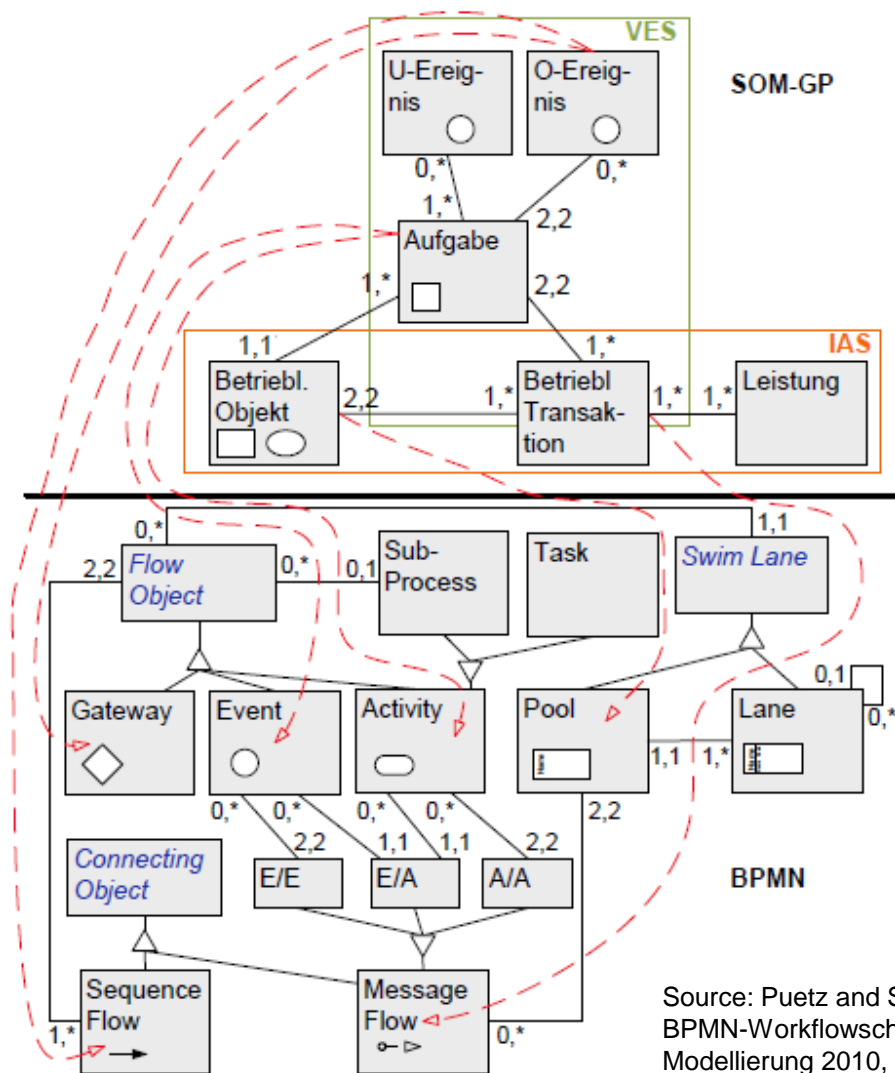 VES
U-Ereig-
nis
O-Ereig-
nis
SOM-GP
0,*
0,*
1,*
2,2
Aufgabe
1,*
2,2
IAS
1,1
1,*
Betriebl.
Objekt
2,2
1,*
Betriebl
Transak-
tion
1,*
1,*
Leistung
0,*
1,1
2,2
Flow
Object
0,*
0,1
Sub-
Process
Task
Swim Lane
Gateway
Event
Activity
Pool
Name
1,1
1,*
Lane
0,1
0,*
0,*
0,*
0,*
0,*
2,2
1,1
1,1
2,2
2,2
Connecting
Object
E/E
E/A
A/A
BPMN
Sequence
Flow
1,*
Message
Flow
0,*
Source: Puetz and S
BPMN-Workflowsch
Modellierung 2010,